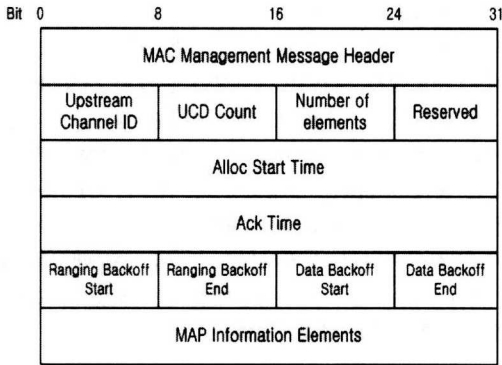 Bit 0 8 16 24 31
MAC Management Message Header
Upstream Channel ID
UCD Count
Number of elements
Reserved
Alloc Start Time
Ack Time
Ranging Backoff Start
Ranging Backoff End
Data Backoff Start
Data Backoff End
MAP Information Elements